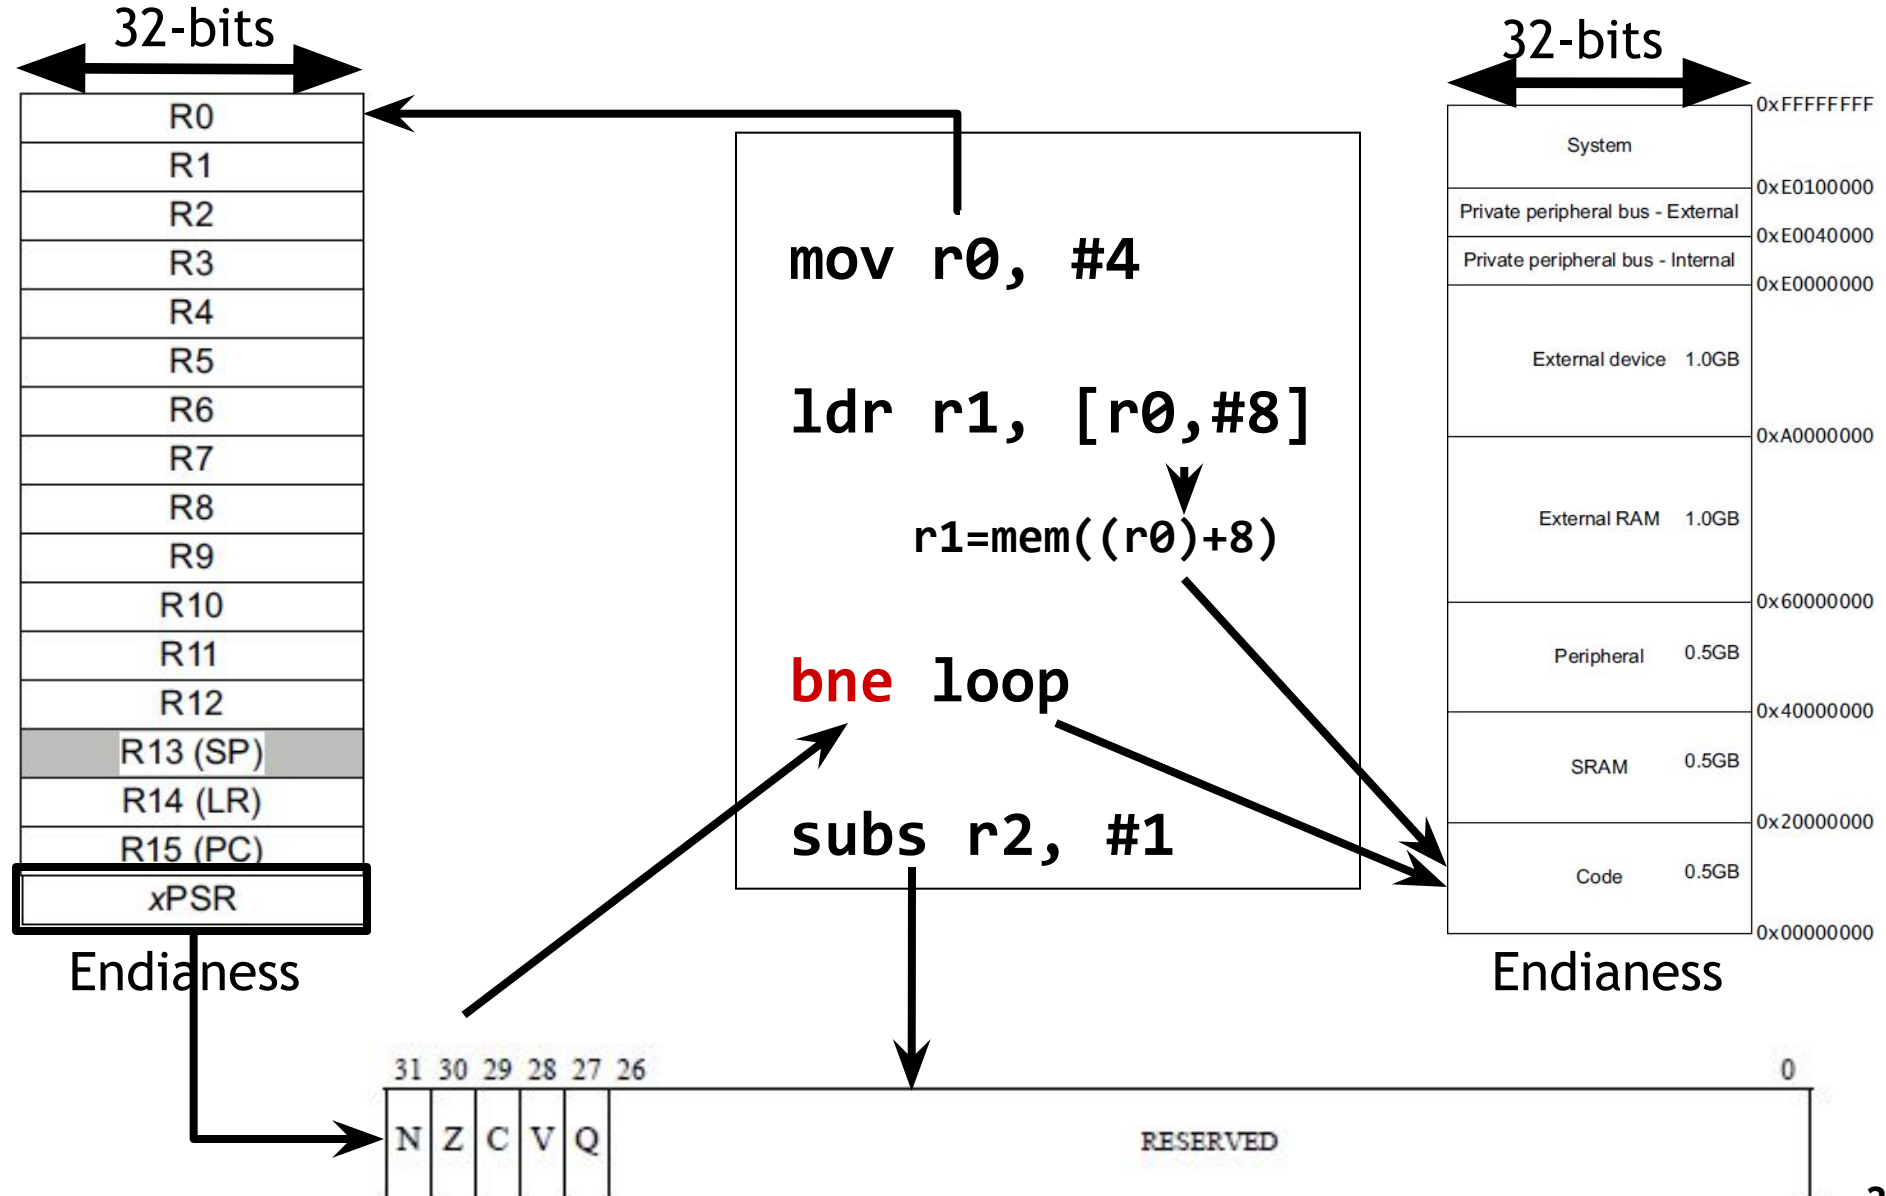 32-bits
R0
R1
R2
R3
R4
R5
R6
R7
R8
R9
R10
R11
R12
R13 (SP)
R14 (LR)
R15 (PC)
xPSR
Endianess
mov r0, #4
ldr r1, [r0,#8]
r1=mem((r0)+8)
bne loop
subs r2, #1
32-bits
0xFFFFFFFF
System
0xE0100000
Private peripheral bus - External
0xE0040000
Private peripheral bus - Internal
0xE0000000
External device 1.0GB
0xA0000000
External RAM 1.0GB
0x60000000
Peripheral 0.5GB
0x40000000
SRAM 0.5GB
0x20000000
Code 0.5GB
0x00000000
Endianess
31 30 29 28 27 26 0
N Z C V Q RESERVED